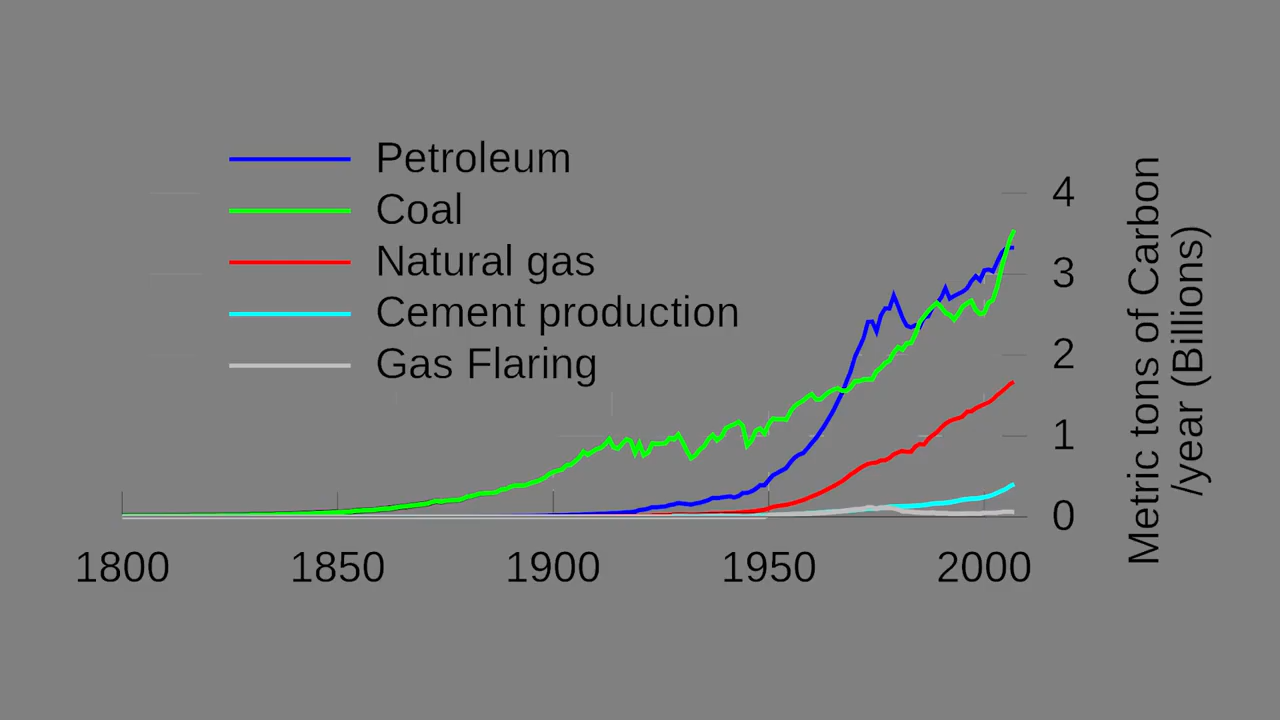 Petroleum
Coal
Natural gas
Cement production
Gas Flaring
4
3
2
1
0
Metric tons of Carbon
/year (Billions)
1800 1850 1900 1950 2000